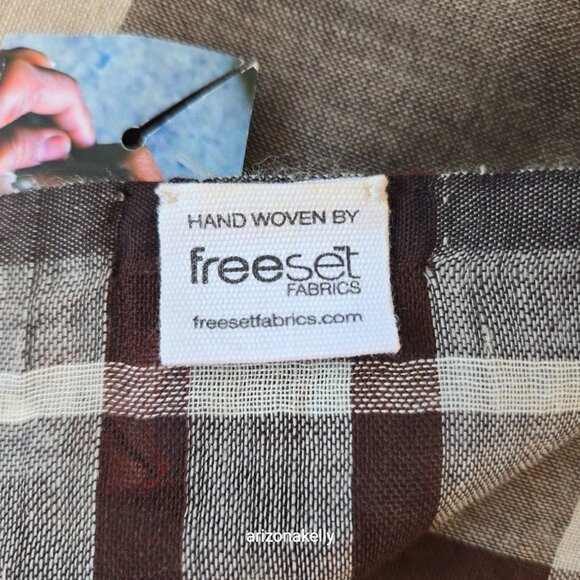 HAND WOVEN BY
freeset
FABRICS
freesetfabrics.com
arizonakelly